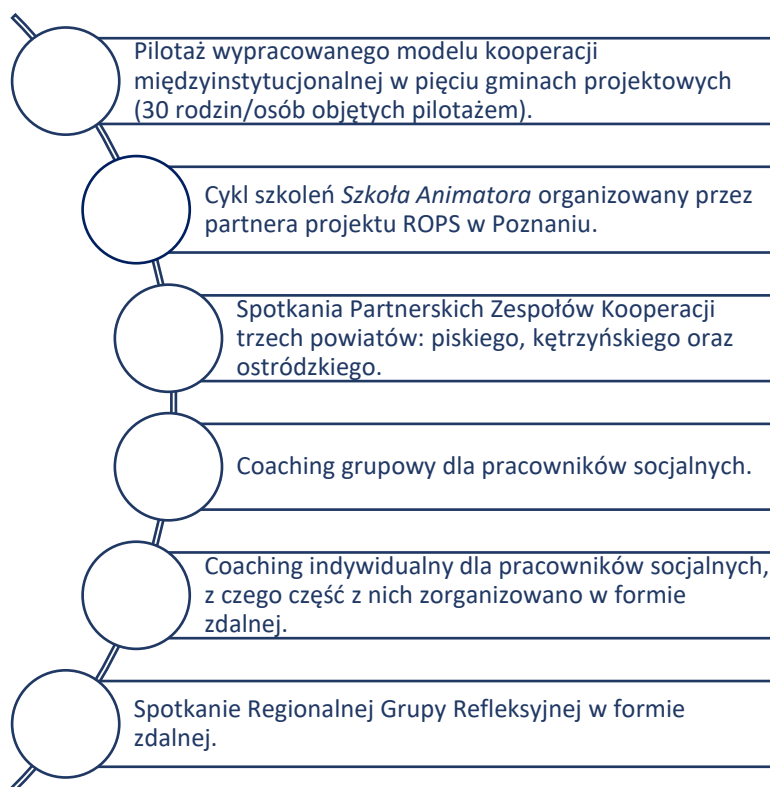 Pilotaż wypracowanego modelu kooperacji
międzyinstytucjonalnej w pięciu gminach projektowych
(30 rodzin/osób objętych pilotażem).
Cykl szkoleń Szkoła Animatora organizowany przez
partnera projektu ROPS w Poznaniu.
Spotkania Partnerskich Zespołów Kooperacji
trzech powiatów: piskiego, kętrzyńskiego oraz
ostródzkiego.
Coaching grupowy dla pracowników socjalnych.
Coaching indywidualny dla pracowników socjalnych,
z czego część z nich zorganizowano w formie
zdalnej.
Spotkanie Regionalnej Grupy Refleksyjnej w formie
zdalnej.